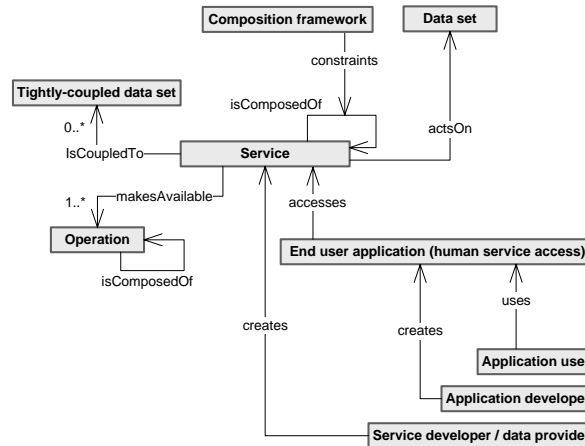 Composition framework
Data set
constraints
Tightly-coupled data set
isComposedOf
0..*
actsOn
IsCoupledTo
Service
makesAvailable
1..*
accesses
Operation
End user application (human service access)
isComposedOf
uses
creates
creates
Application use
Application develope
Service developer / data provide